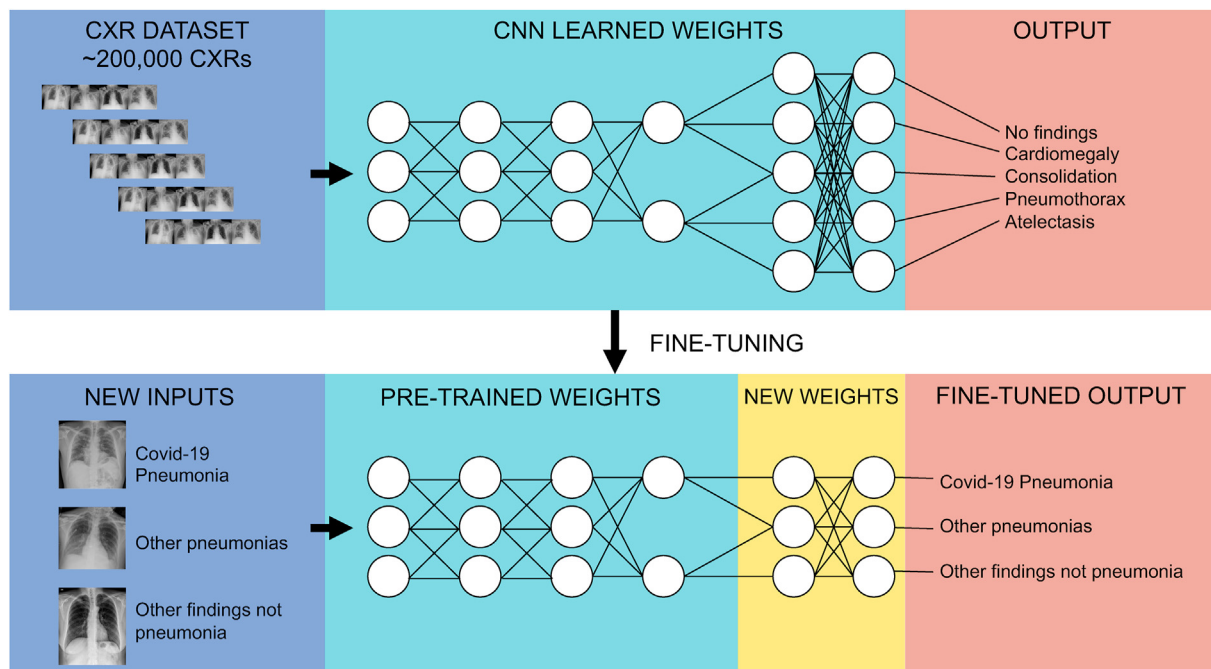 CXR DATASET
~200,000 CXRs
CNN LEARNED WEIGHTS
OUTPUT
No findings
Cardiomegaly
Consolidation
Pneumothorax
Atelectasis
FINE-TUNING
NEW INPUTS
PRE-TRAINED WEIGHTS
NEW WEIGHTS
FINE-TUNED OUTPUT
Covid-19
Pneumonia
Other pneumonias
Other findings not
pneumonia
Covid-19 Pneumonia
Other pneumonias
Other findings not pneumonia